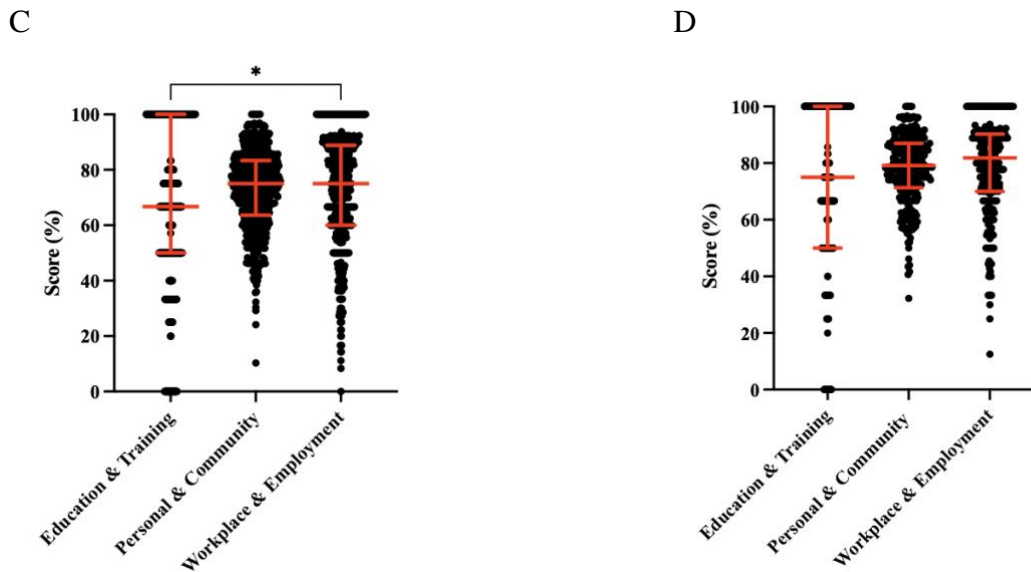 C
D
*
Score (%)
100
80
60
40
20
0
Education & Training
Personal & Community
Workplace & Employment
Score (%)
100
80
60
40
20
0
Education & Training
Personal & Community
Workplace & Employment